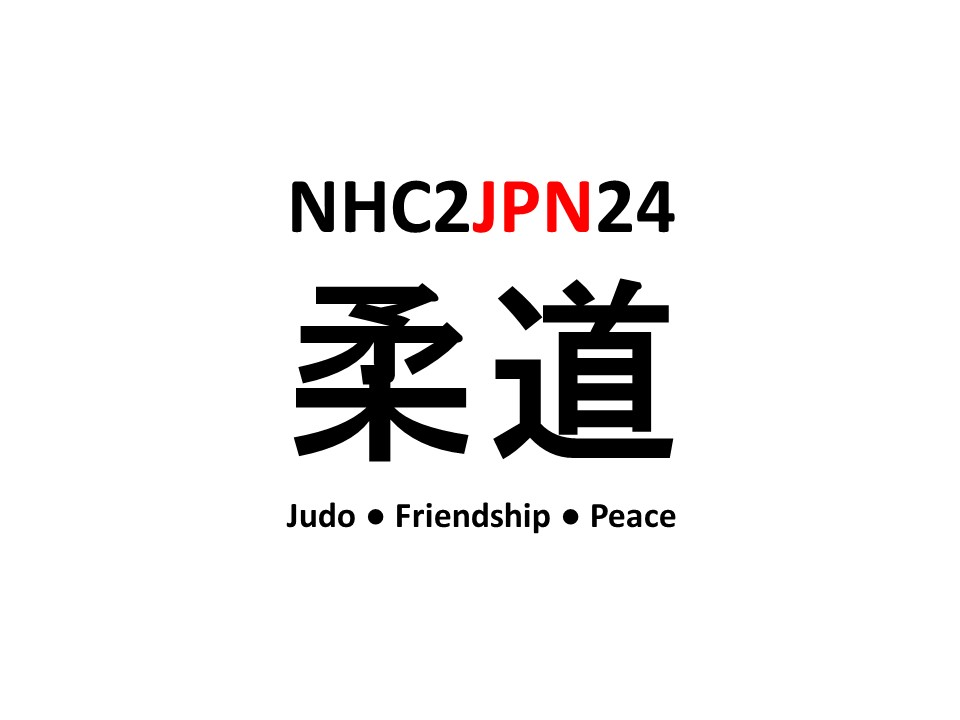 NHC2JPN24
柔道
Judo ● Friendship ● Peace